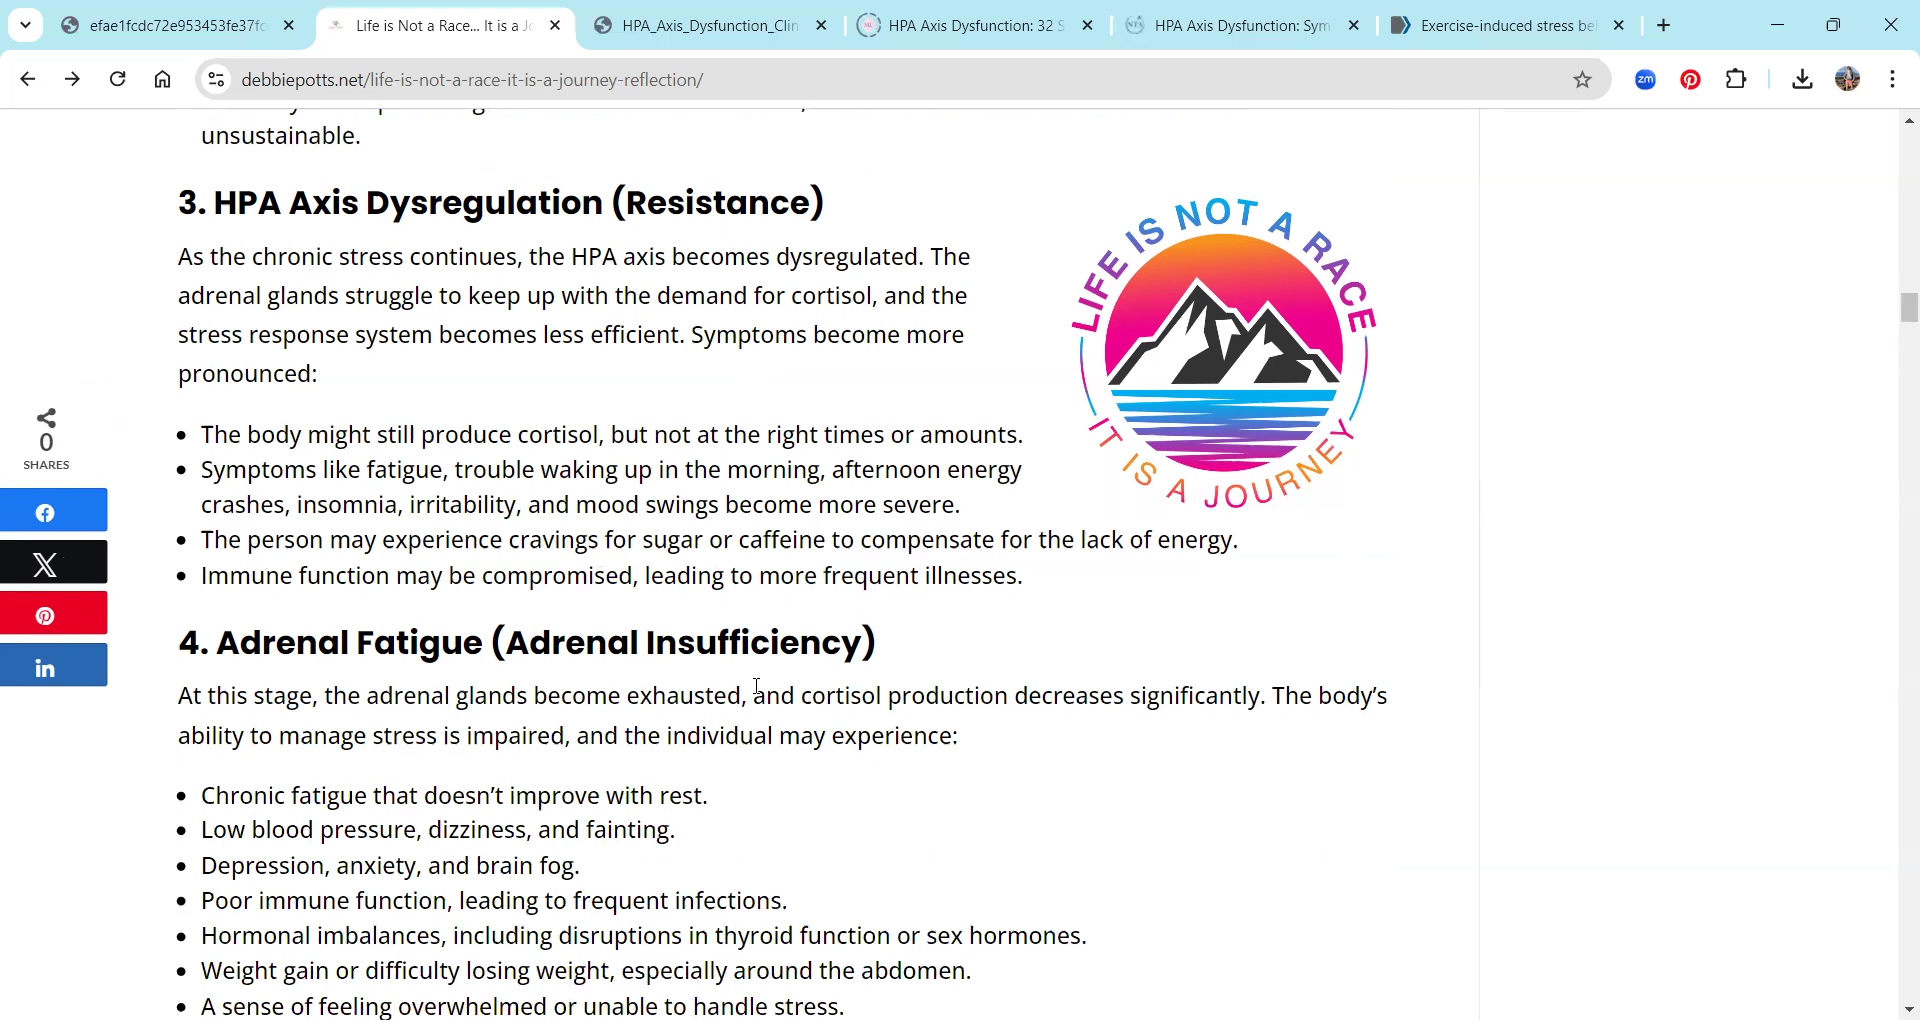 efae1fcdc72e953453fe37fc
Life is Not a Race... It is a Jo
HPA_Axis_Dysfunction_Clin
HPA Axis Dysfunction: 32 S
HPA Axis Dysfunction: Sym
Exercise-induced stress be
debbiepotts.net/life-is-not-a-race-it-is-a-journey-reflection/
zm
unsustainable.
3. HPA Axis Dysregulation (Resistance)
As the chronic stress continues, the HPA axis becomes dysregulated. The
adrenal glands struggle to keep up with the demand for cortisol, and the
stress response system becomes less efficient. Symptoms become more
pronounced:
LIFE IS NOT A RACE
IT IS A JOURNEY
0
SHARES
• The body might still produce cortisol, but not at the right times or amounts.
• Symptoms like fatigue, trouble waking up in the morning, afternoon energy
crashes, insomnia, irritability, and mood swings become more severe.
• The person may experience cravings for sugar or caffeine to compensate for the lack of energy.
• Immune function may be compromised, leading to more frequent illnesses.
4. Adrenal Fatigue (Adrenal Insufficiency)
At this stage, the adrenal glands become exhausted, and cortisol production decreases significantly. The body’s
ability to manage stress is impaired, and the individual may experience:
• Chronic fatigue that doesn’t improve with rest.
• Low blood pressure, dizziness, and fainting.
• Depression, anxiety, and brain fog.
• Poor immune function, leading to frequent infections.
• Hormonal imbalances, including disruptions in thyroid function or sex hormones.
• Weight gain or difficulty losing weight, especially around the abdomen.
• A sense of feeling overwhelmed or unable to handle stress.